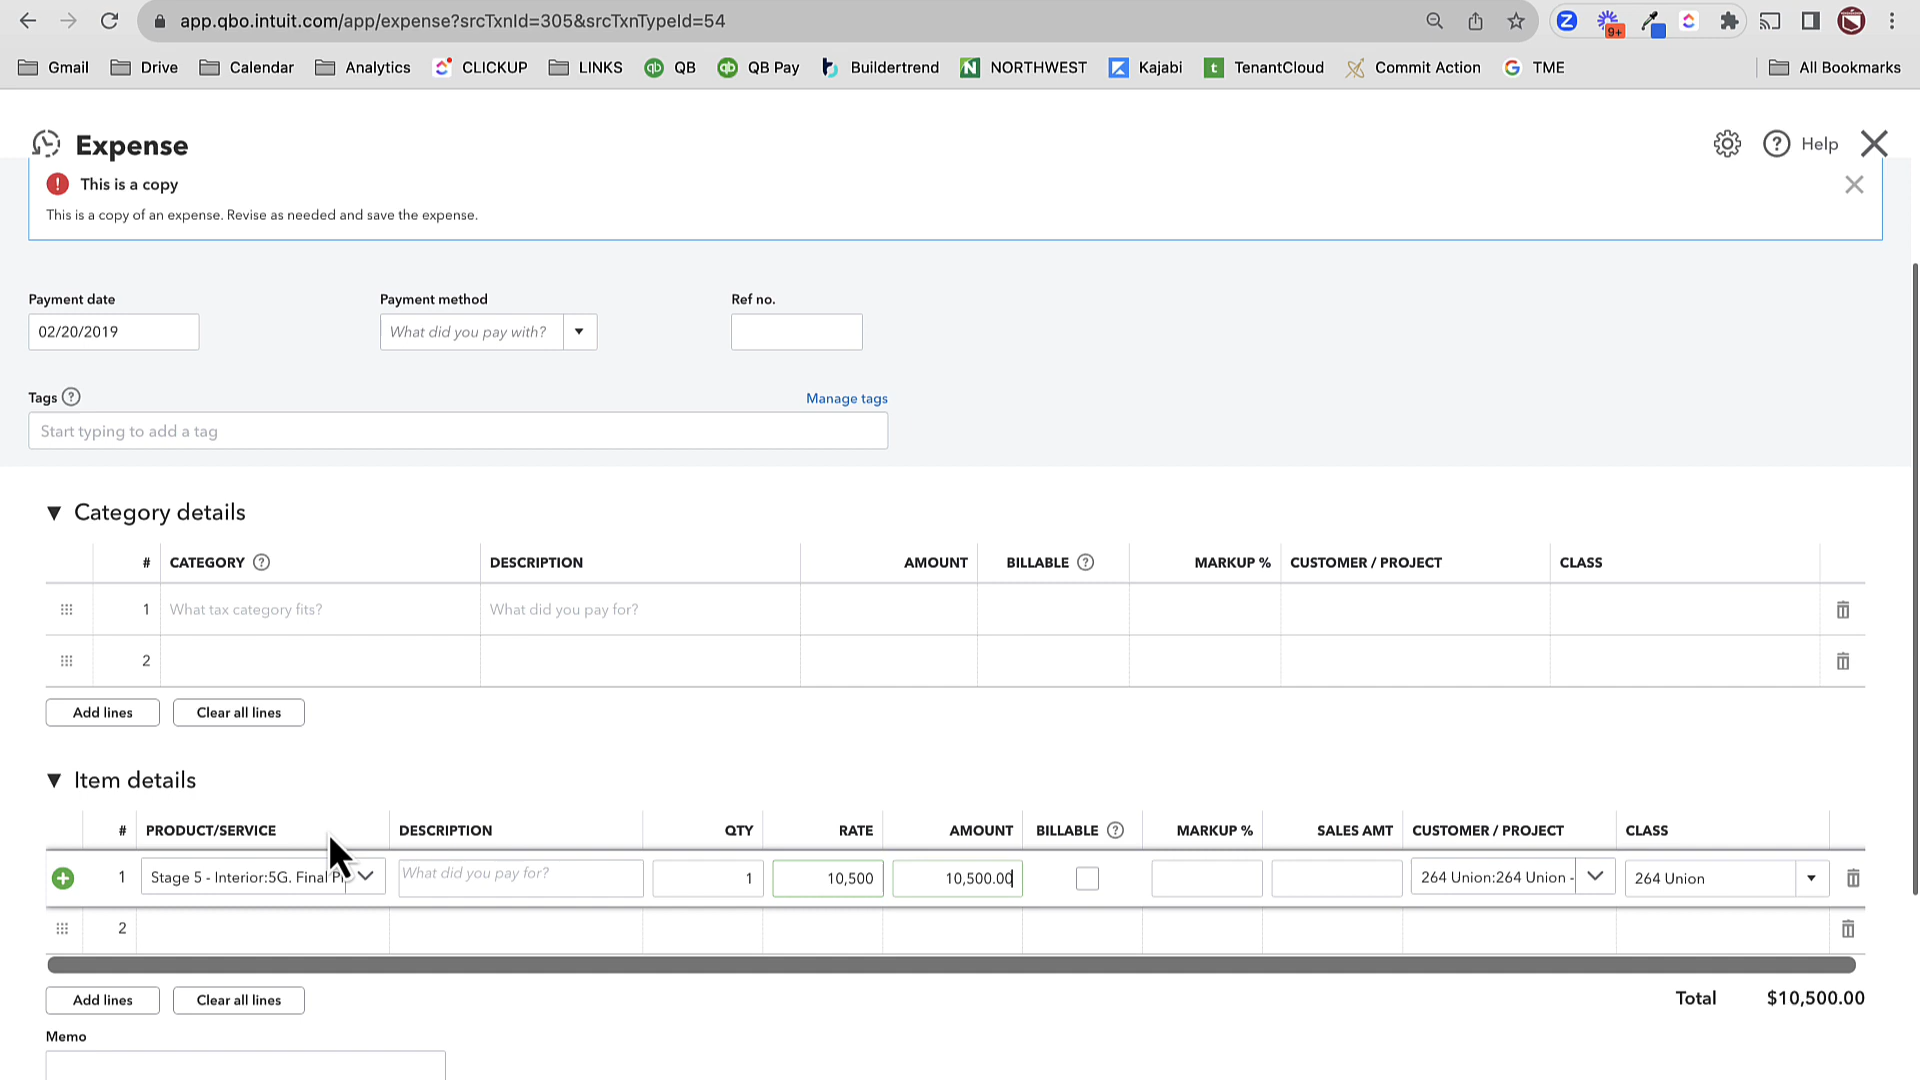 app.qbo.intuit.com/app/expense?srcTxnId=305&srcTxnTypeId=54
9+
Gmail Drive Calendar Analytics CLICKUP LINKS QB QB Pay Buildertrend NORTHWEST Kajabi TenantCloud Commit Action TME All Bookmarks
Expense
Help
This is a copy
This is a copy of an expense. Revise as needed and save the expense.
Payment date Payment method Ref no.
02/20/2019 What did you pay with?
Tags Manage tags
Start typing to add a tag
Category details
# CATEGORY DESCRIPTION AMOUNT BILLABLE MARKUP % CUSTOMER / PROJECT CLASS
1 What tax category fits? What did you pay for?
2
Add lines Clear all lines
Item details
# PRODUCT/SERVICE DESCRIPTION QTY RATE AMOUNT BILLABLE MARKUP % SALES AMT CUSTOMER / PROJECT CLASS
1 Stage 5 - Interior:5G. Final What did you pay for? 1 10,500 10,500.00 264 Union:264 Union - 264 Union
2
Add lines Clear all lines Total $10,500.00
Memo